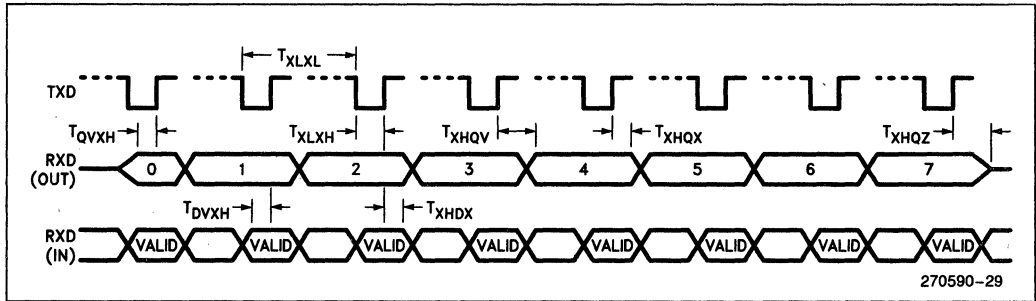 T_XLXL
TXD
T_QVXH T_XLXH T_XHQV T_XHQX T_XHQZ
RXD (OUT) 0 1 2 3 4 5 6 7
T_DVXH T_XHDX
RXD (IN) VALID VALID VALID VALID VALID VALID VALID VALID
270590-29